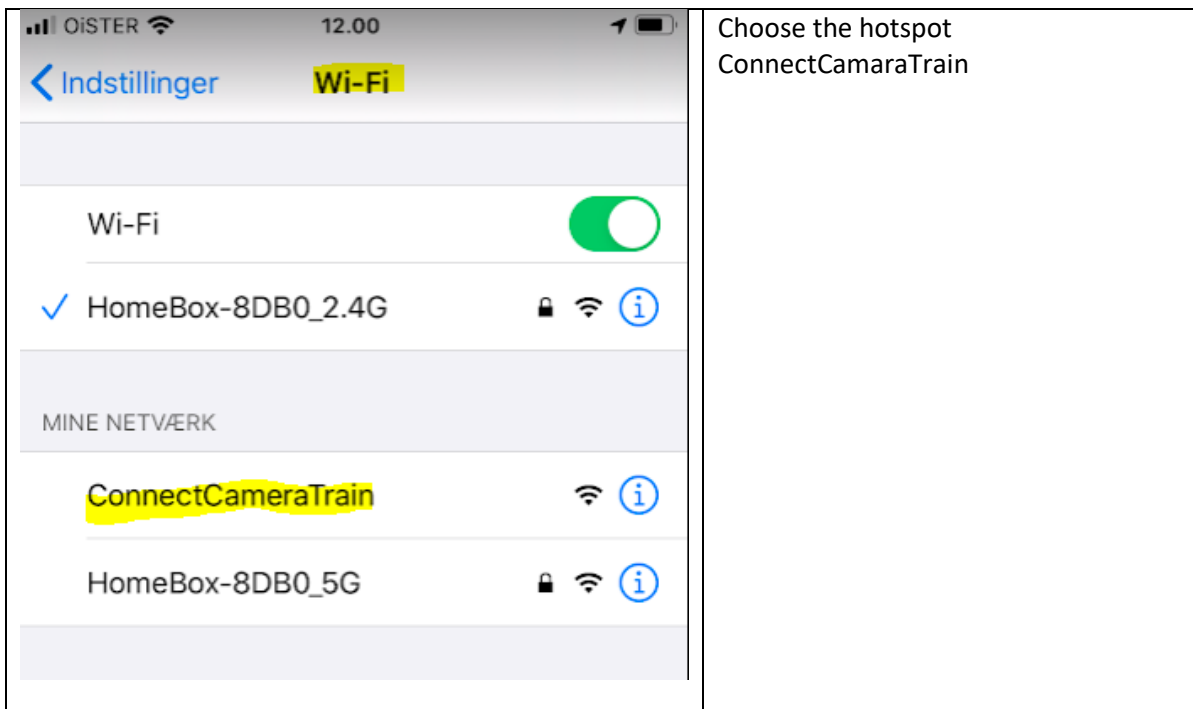 OiSTER 12.00
Indstillinger Wi-Fi
Wi-Fi
HomeBox-8DB0_2.4G
MINE NETVÆRK
ConnectCameraTrain
HomeBox-8DB0_5G
Choose the hotspot
ConnectCamaraTrain